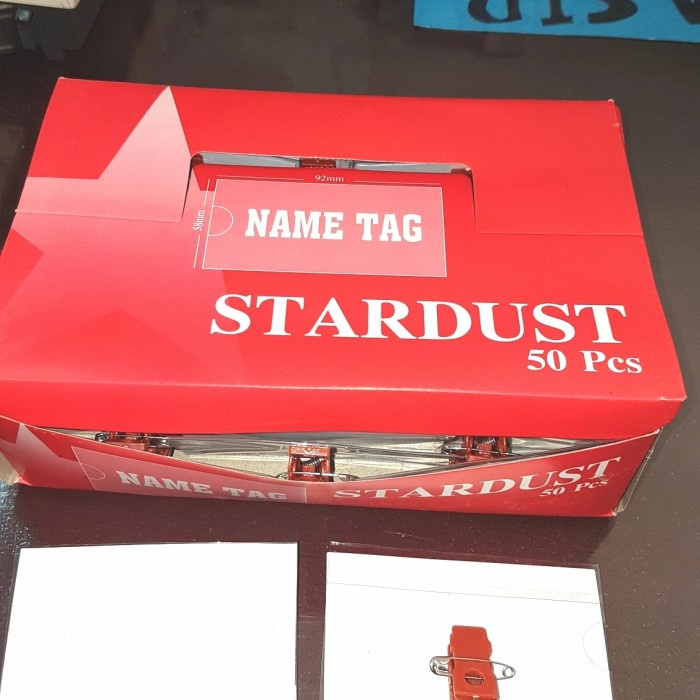 92mm
58mm
NAME TAG
STARDUST
50 Pcs
NAME TAG
STARDUST
50 Pcs